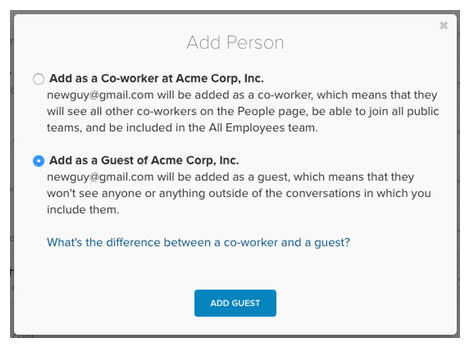 Add Person
Add as a Co-worker at Acme Corp, Inc.
newguy@gmail.com will be added as a co-worker, which means that they
will see all other co-workers on the People page, be able to join all public
teams, and be included in the All Employees team.
Add as a Guest of Acme Corp, Inc.
newguy@gmail.com will be added as a guest, which means that they
won't see anyone or anything outside of the conversations in which you
include them.
What's the difference between a co-worker and a guest?
ADD GUEST